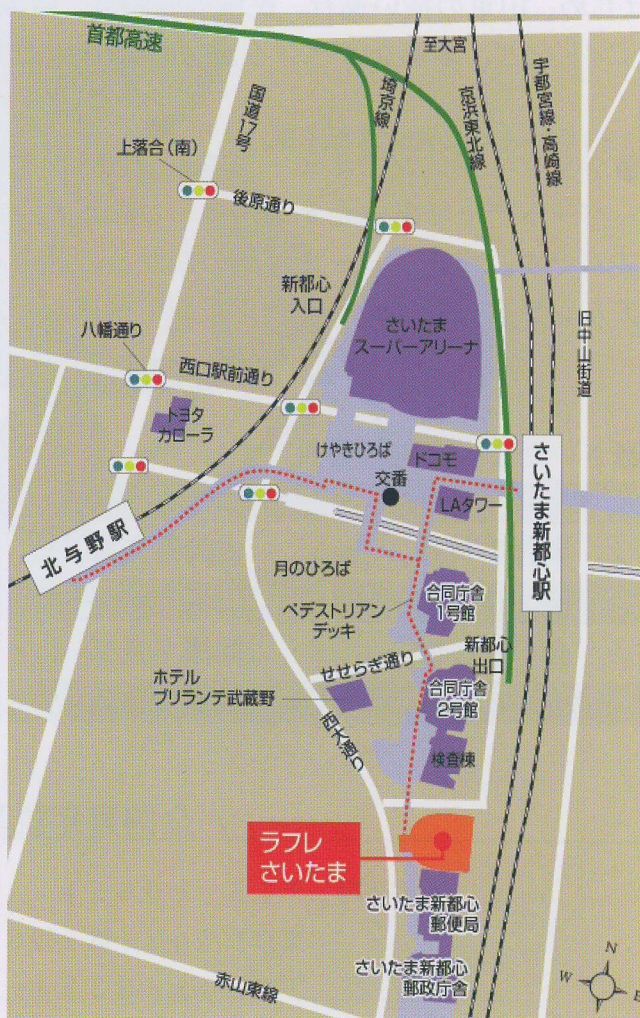 首都高速
至大宮
国道17号
埼京線
京浜東北線
宇都宮線・高崎線
上落合(南)
後原通り
新都心
入口
さいたま
スーパーアリーナ
旧中山街道
八幡通り
西口駅前通り
トヨタ
カローラ
けやきひろば
ドコモ
交番
LAタワー
さいたま新都心駅
北与野駅
月のひろば
合同庁舎
1号館
ペデストリアン
デッキ
せせらぎ通り
新都心
出口
ホテル
ブリランテ武蔵野
合同庁舎
2号館
西大通り
検査棟
ラフレ
さいたま
さいたま新都心
郵便局
さいたま新都心
郵政庁舎
赤山東線
N
W
E